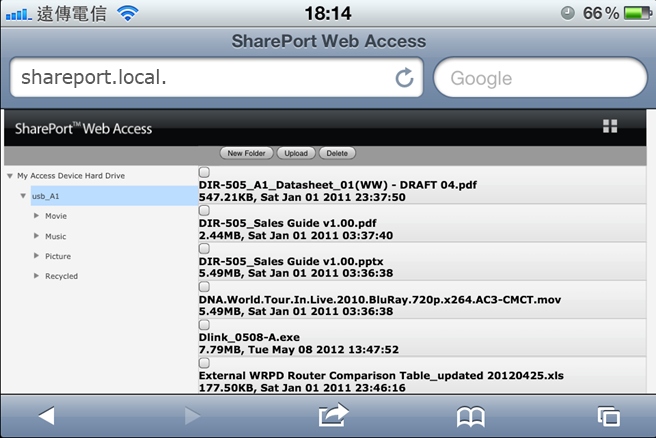 遠傳電信 18:14 66%
SharePort Web Access
shareport.local. Google
SharePort™ Web Access
New Folder Upload Delete
My Access Device Hard Drive
usb_A1
Movie
Music
Picture
Recycled
DIR-505_A1_Datasheet_01(WW) - DRAFT 04.pdf
547.21KB, Sat Jan 01 2011 23:37:50
DIR-505_Sales Guide v1.00.pdf
2.44MB, Sat Jan 01 2011 03:37:40
DIR-505_Sales Guide v1.00.pptx
5.49MB, Sat Jan 01 2011 03:36:38
DNA.World.Tour.In.Live.2010.BluRay.720p.x264.AC3-CMCT.mov
5.49MB, Sat Jan 01 2011 03:36:38
Dlink_0508-A.exe
7.79MB, Tue May 08 2012 13:47:52
External WRPD Router Comparison Table_updated 20120425.xls
177.50KB, Sat Jan 01 2011 23:46:16